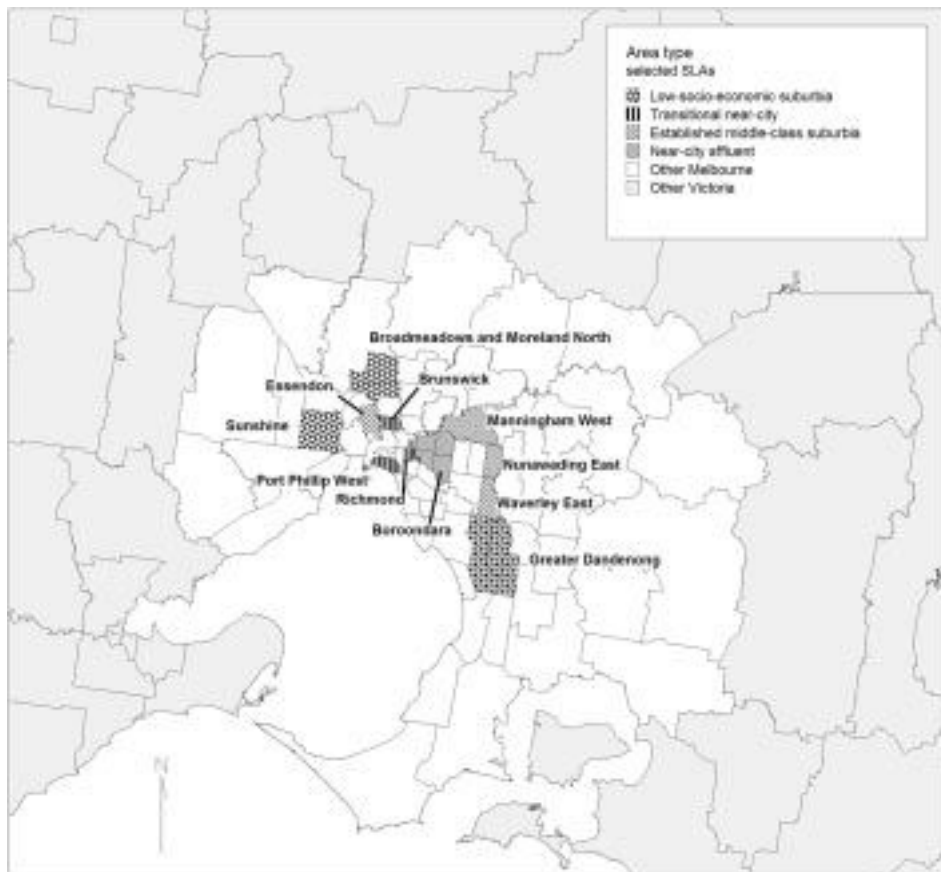 Area type
selected SLAs
Low-socio-economic suburbia
Transitional near-city
Established middle-class suburbia
Near-city affluent
Other Melbourne
Other Victoria
Broadmeadows and Moreland North
Essendon
Brunswick
Sunshine
Manningham West
Nunawading East
Port Phillip West
Richmond
Waverley East
Boroondara
Greater Dandenong
N